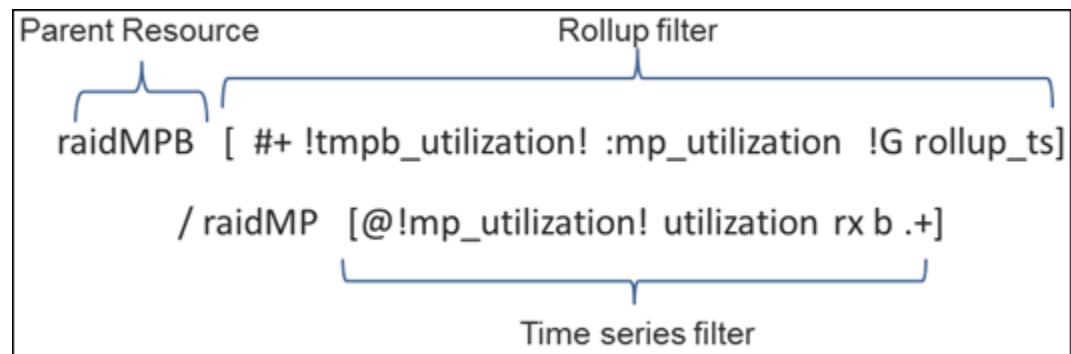 Parent Resource Rollup filter
raidMPB [ #+ !tmpb_utilization! :mp_utilization !G rollup_ts]
/ raidMP [@!mp_utilization! utilization rx b .+]
Time series filter